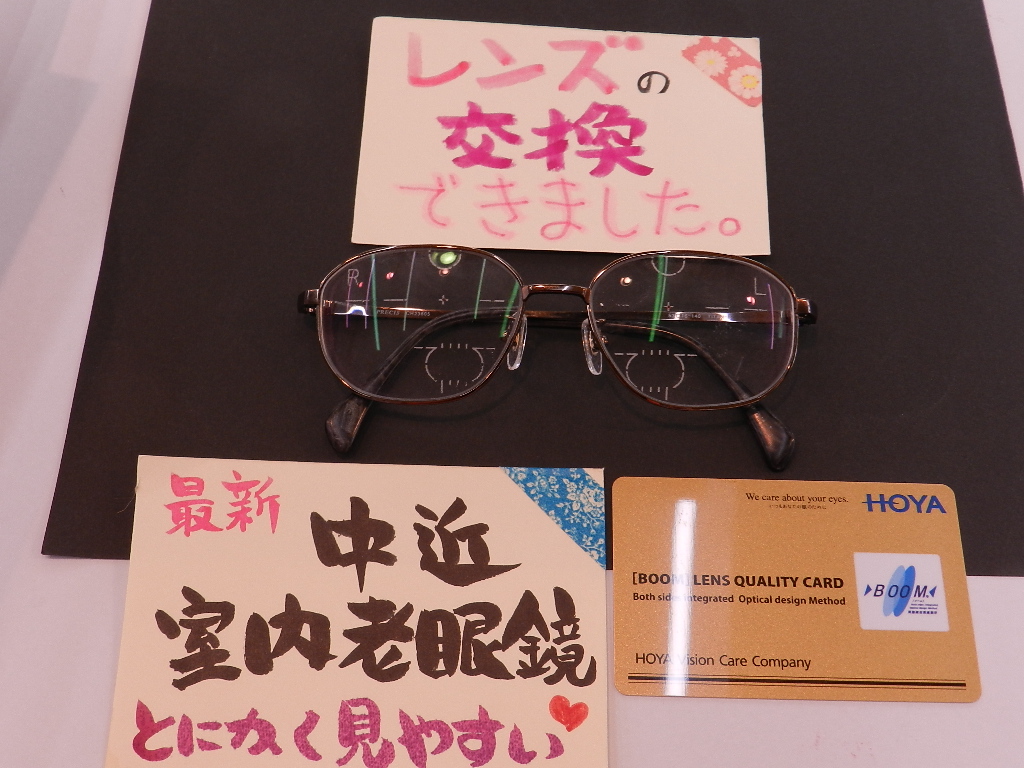 レンズの
交換
できました。
R
L
最新
中近
室内老眼鏡
とにかく見やすい
We care about your eyes.
HOYA
[BOOM] LENS QUALITY CARD
Both sides Integrated Optical design Method
BOOM
HOYA Vision Care Company